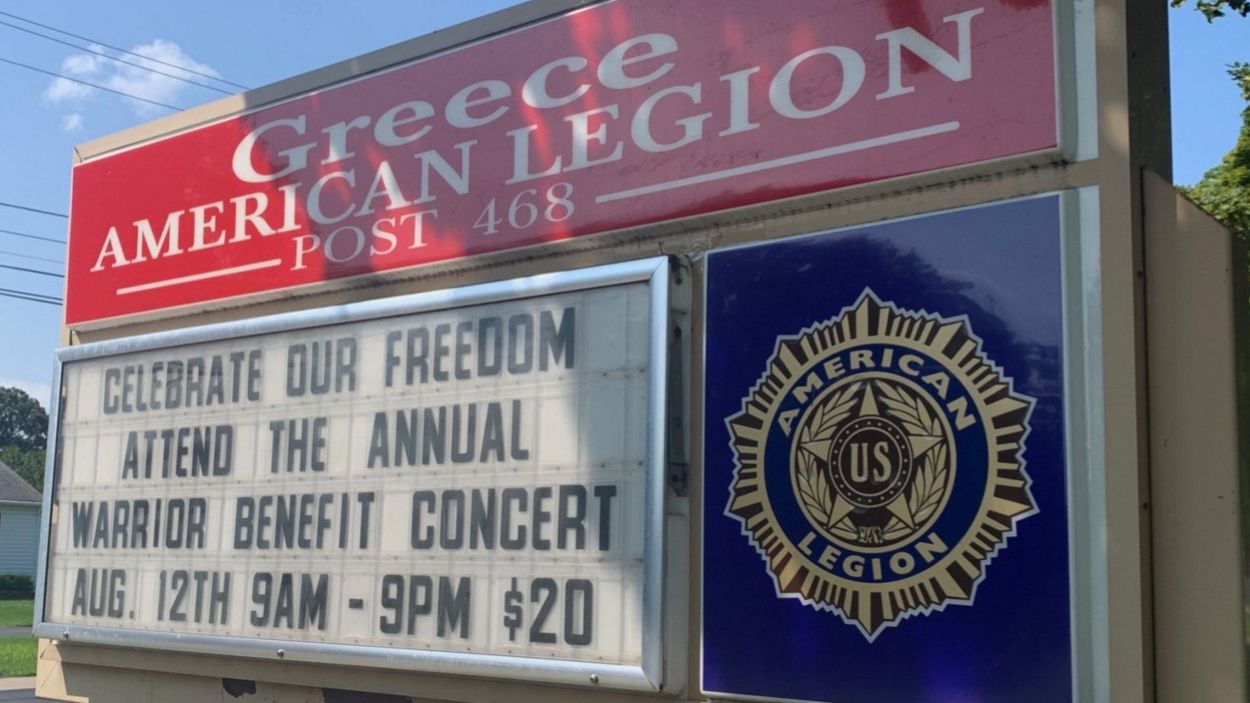 Greece
AMERICAN LEGION
POST 468
CELEBRATE OUR FREEDOM
ATTEND THE ANNUAL
WARRIOR BENEFIT CONCERT
AUG. 12TH 9AM - 9PM $20
AMERICAN
US
LEGION